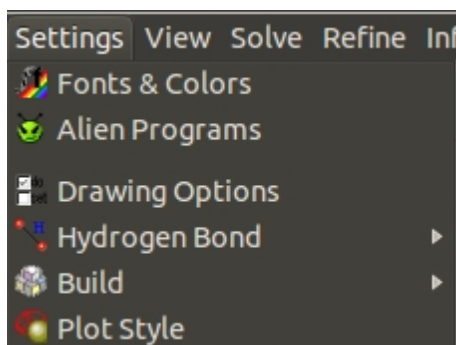 Settings View Solve Refine
Fonts & Colors
Alien Programs
Drawing Options
Hydrogen Bond
Build
Plot Style